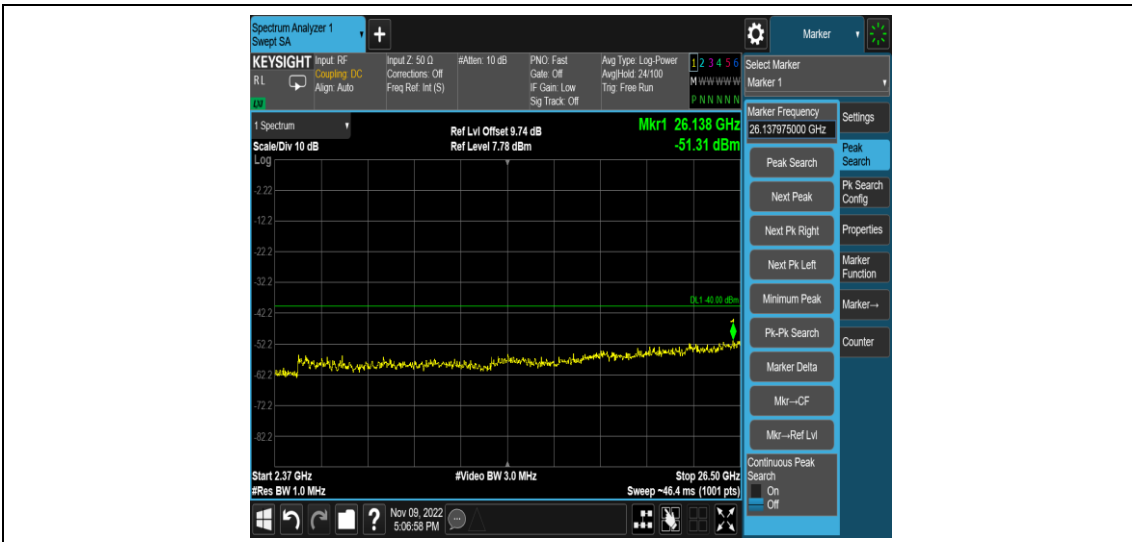 Spectrum Analyzer 1
Swept SA
+
Marker
KEYSIGHT
RL
LXI
Input: RF
Coupling: DC
Align: Auto
Input Z: 50 Ω
Corrections: Off
Freq Ref: Int (S)
#Atten: 10 dB
PNO: Fast
Gate: Off
IF Gain: Low
Sig Track: Off
Avg Type: Log-Power
Avg|Hold: 24/100
Trig: Free Run
1 2 3 4 5 6
M W W W W W
P N N N N N
Select Marker
Marker 1
1 Spectrum
Scale/Div 10 dB
Log
Ref Lvl Offset 9.74 dB
Ref Level 7.78 dBm
Mkr1 26.138 GHz
-51.31 dBm
-2.22
-12.2
-22.2
-32.2
-42.2
-52.2
-62.2
-72.2
-82.2
DL1 -40.00 dBm
1
Start 2.37 GHz
#Res BW 1.0 MHz
#Video BW 3.0 MHz
Stop 26.50 GHz
Sweep ~46.4 ms (1001 pts)
Marker Frequency
26.137975000 GHz
Peak Search
Next Peak
Next Pk Right
Next Pk Left
Minimum Peak
Pk-Pk Search
Marker Delta
Mkr→CF
Mkr→Ref Lvl
Continuous Peak
Search
On
Off
Settings
Peak
Search
Pk Search
Config
Properties
Marker
Function
Marker→
Counter
?
Nov 09, 2022
5:06:58 PM